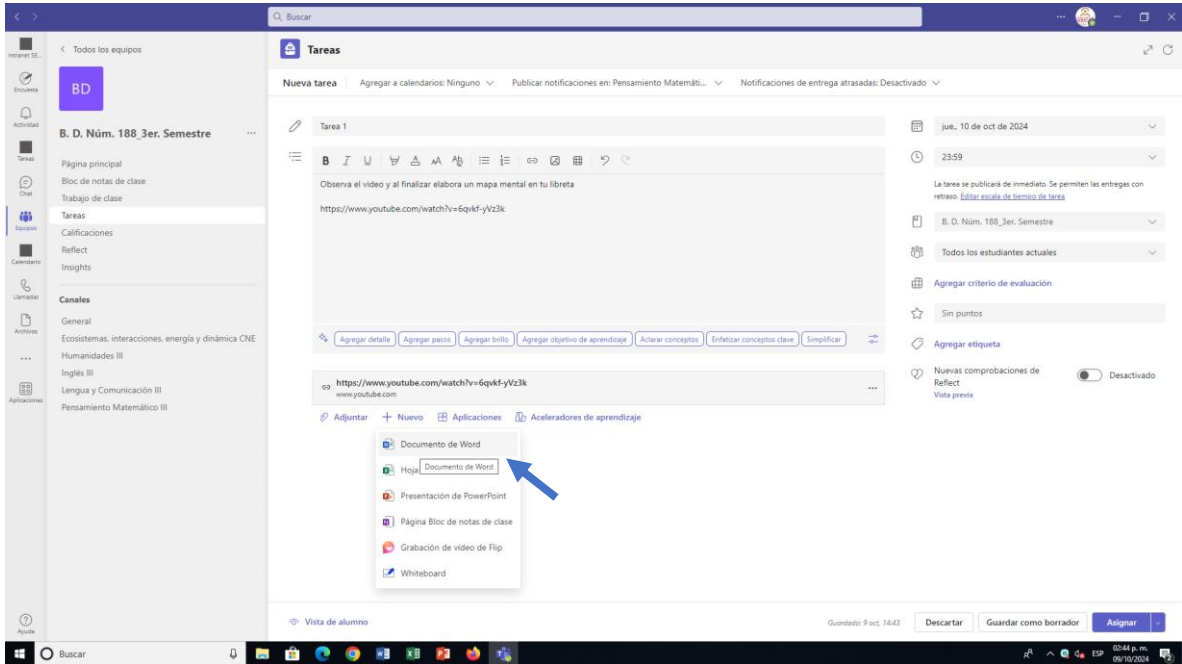 Buscar
Intranet SE...
Encuesta
Actividad
Tareas
Chat
Equipos
Calendario
Llamadas
Archivos
Aplicaciones
Ayuda
Todos los equipos
BD
B. D. Núm. 188_3er. Semestre
Página principal
Bloc de notas de clase
Trabajo de clase
Tareas
Calificaciones
Reflect
Insights
Canales
General
Ecosistemas, interacciones, energía y dinámica CNE
Humanidades III
Inglés III
Lengua y Comunicación III
Pensamiento Matemático III
Tareas
Nueva tarea Agregar a calendarios: Ninguno Publicar notificaciones en: Pensamiento Matemáti... Notificaciones de entrega atrasadas: Desactivado
Tarea 1
B I U AA
Observa el video y al finalizar elabora un mapa mental en tu libreta
https://www.youtube.com/watch?v=6qvkf-yVz3k
Agregar detalle Agregar pasos Agregar brillo Agregar objetivo de aprendizaje Aclarar conceptos Enfatizar conceptos clave Simplificar
https://www.youtube.com/watch?v=6qvkf-yVz3k
www.youtube.com
Adjuntar Nuevo Aplicaciones Aceleradores de aprendizaje
Documento de Word
Hoja
Documento de Word
Presentación de PowerPoint
Página Bloc de notas de clase
Grabación de vídeo de Flip
Whiteboard
jue., 10 de oct de 2024
23:59
La tarea se publicará de inmediato. Se permiten las entregas con
retraso. Editar escala de tiempo de tarea
B. D. Núm. 188_3er. Semestre
Todos los estudiantes actuales
Agregar criterio de evaluación
Sin puntos
Agregar etiqueta
Nuevas comprobaciones de
Reflect
Vista previa
Desactivado
Vista de alumno
Guardado: 9 oct, 14:43 Descartar Guardar como borrador Asignar
Buscar
ESP
02:44 p. m.
09/10/2024